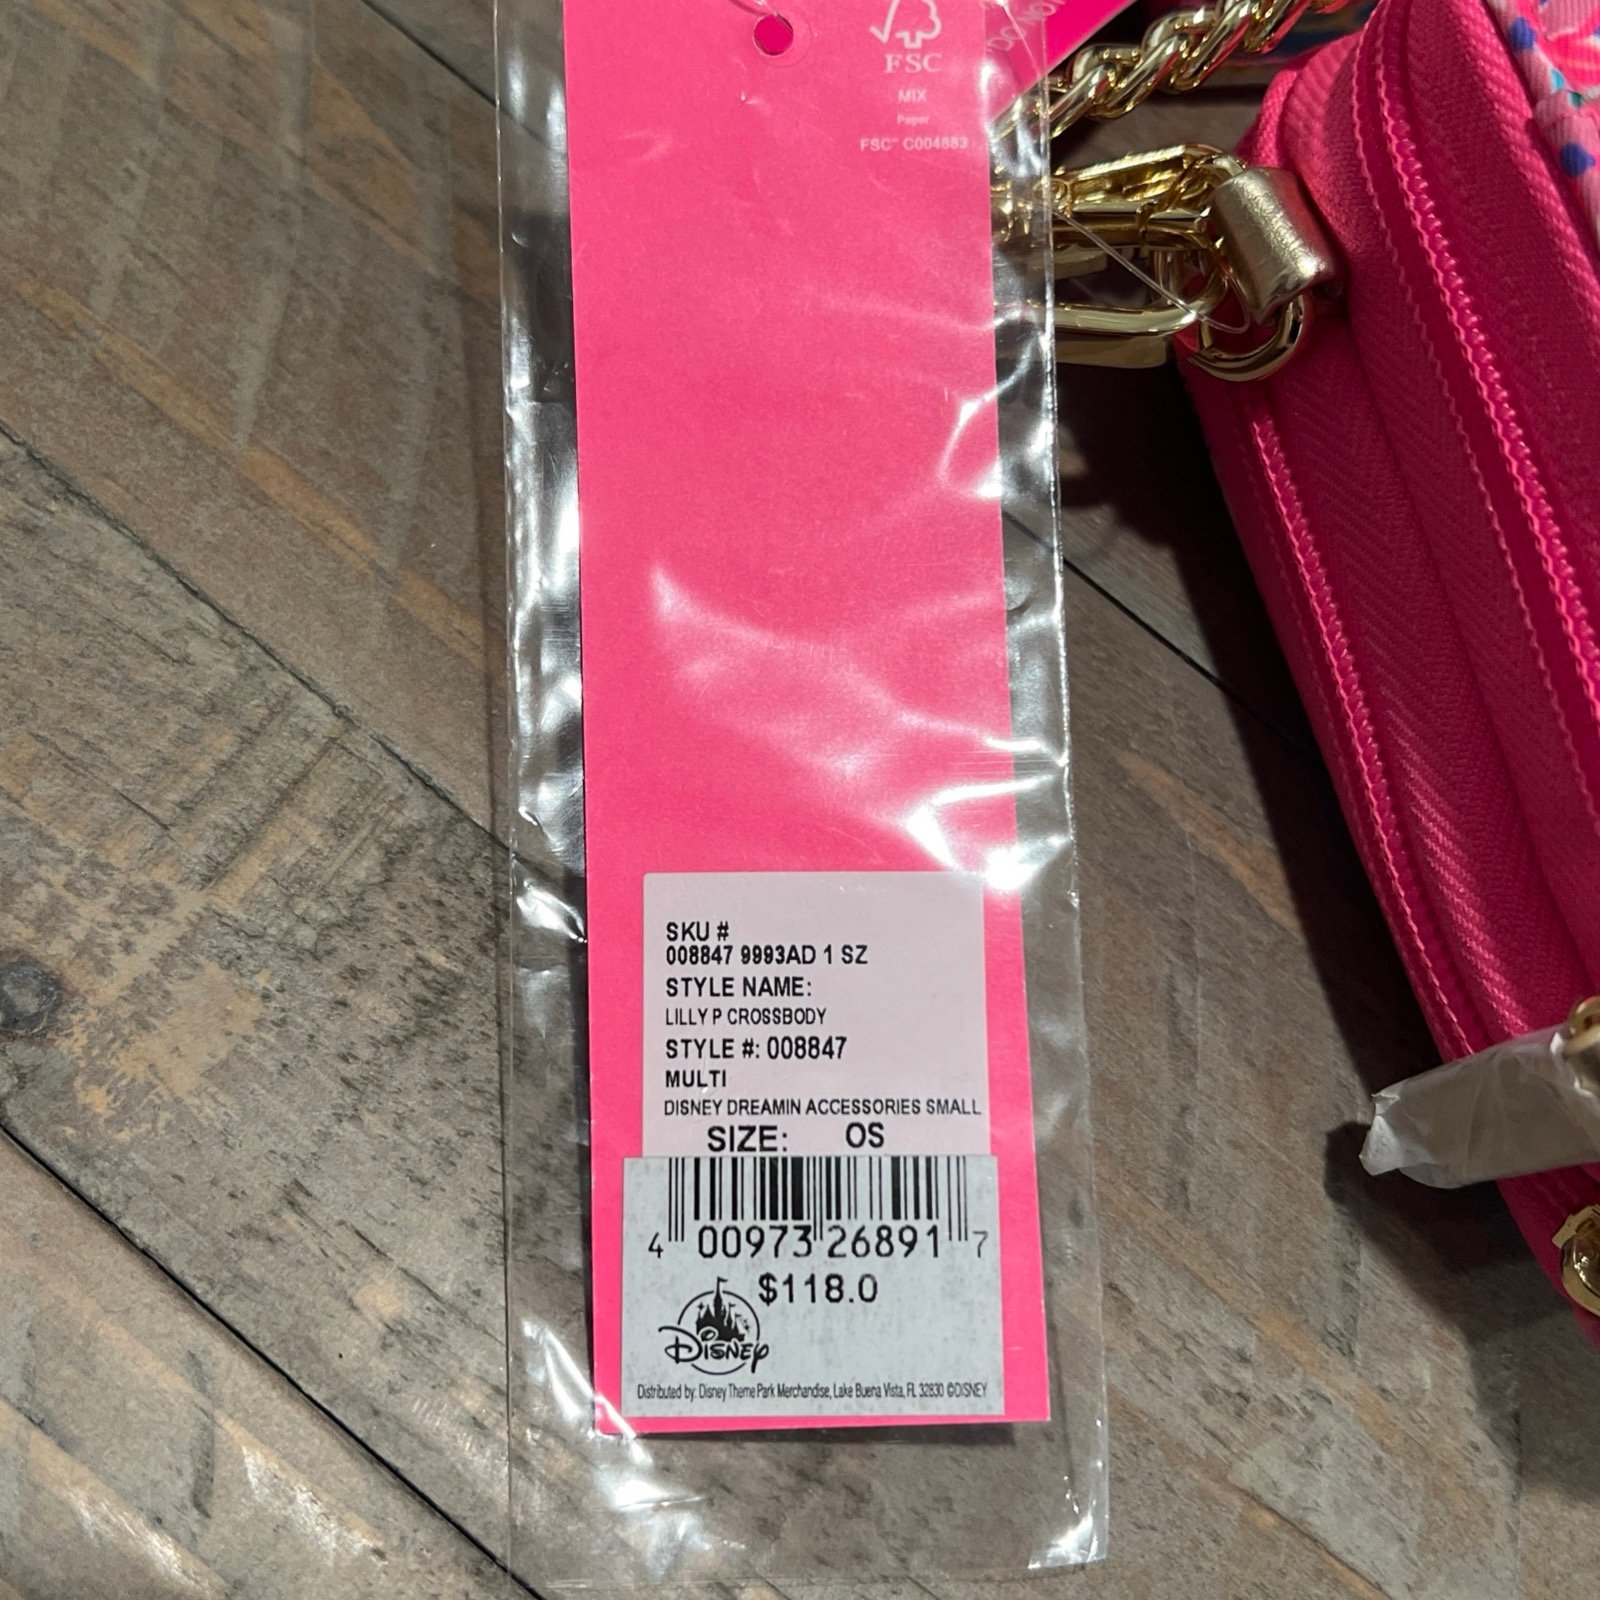 FSC
MIX
Paper
FSC™ C004883
SKU #
008847 9993AD 1 SZ
STYLE NAME:
LILLY P CROSSBODY
STYLE #: 008847
MULTI
DISNEY DREAMIN ACCESSORIES SMALL
SIZE: OS
4 00973 26891 7
$118.0
Disney
Distributed by: Disney Theme Park Merchandise, Lake Buena Vista, FL 32830 ©DISNEY